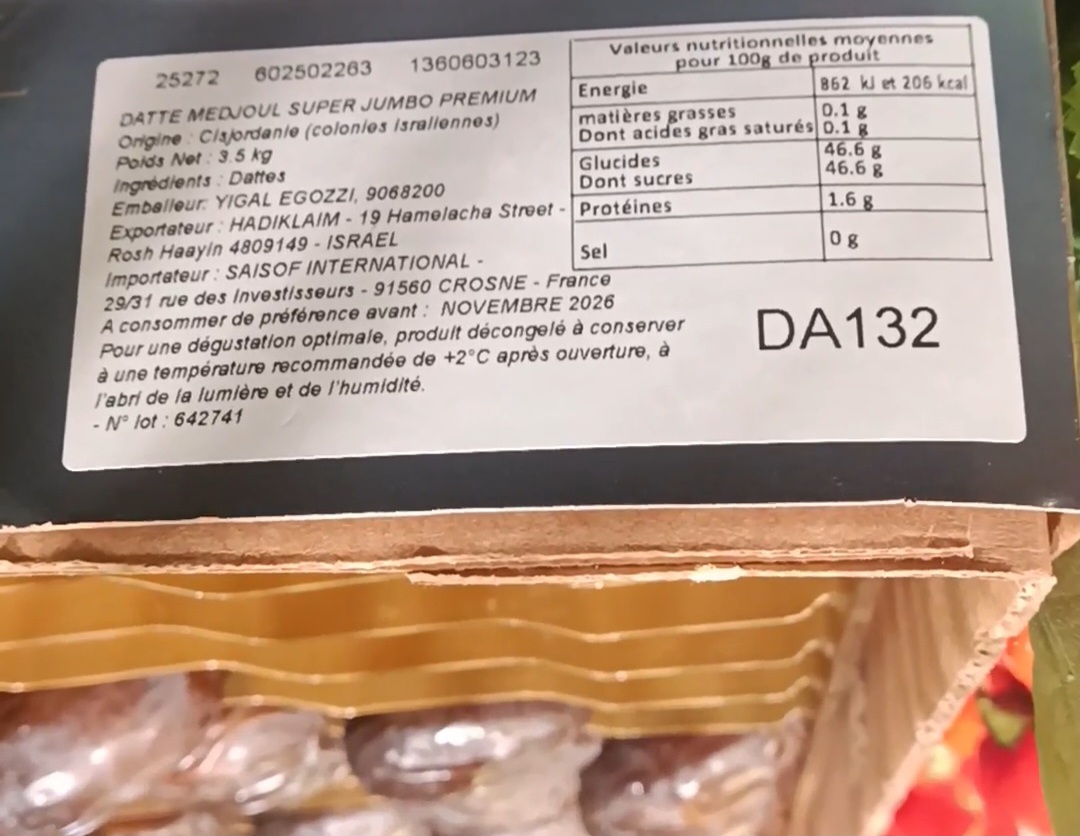 25272 602502263 1360603123
DATTE MEDJOUL SUPER JUMBO PREMIUM
Origine : Cisjordanie (colonies israliennes)
Poids Net : 3.5 kg
Ingrédients : Dattes
Emballeur: YIGAL EGOZZI, 9068200
Exportateur : HADIKLAIM - 19 Hamelacha Street -
Rosh Haayin 4809149 - ISRAEL
Importateur : SAISOF INTERNATIONAL -
29/31 rue des Investisseurs - 91560 CROSNE - France
A consommer de préférence avant : NOVEMBRE 2026
Pour une dégustation optimale, produit décongelé à conserver
à une température recommandée de +2°C après ouverture, à
l'abri de la lumière et de l'humidité.
- N° lot : 642741
Valeurs nutritionnelles moyennes
pour 100g de produit
Energie 862 kJ et 206 kcal
matières grasses 0.1 g
Dont acides gras saturés 0.1 g
Glucides 46.6 g
Dont sucres 46.6 g
Protéines 1.6 g
Sel 0 g
DA132